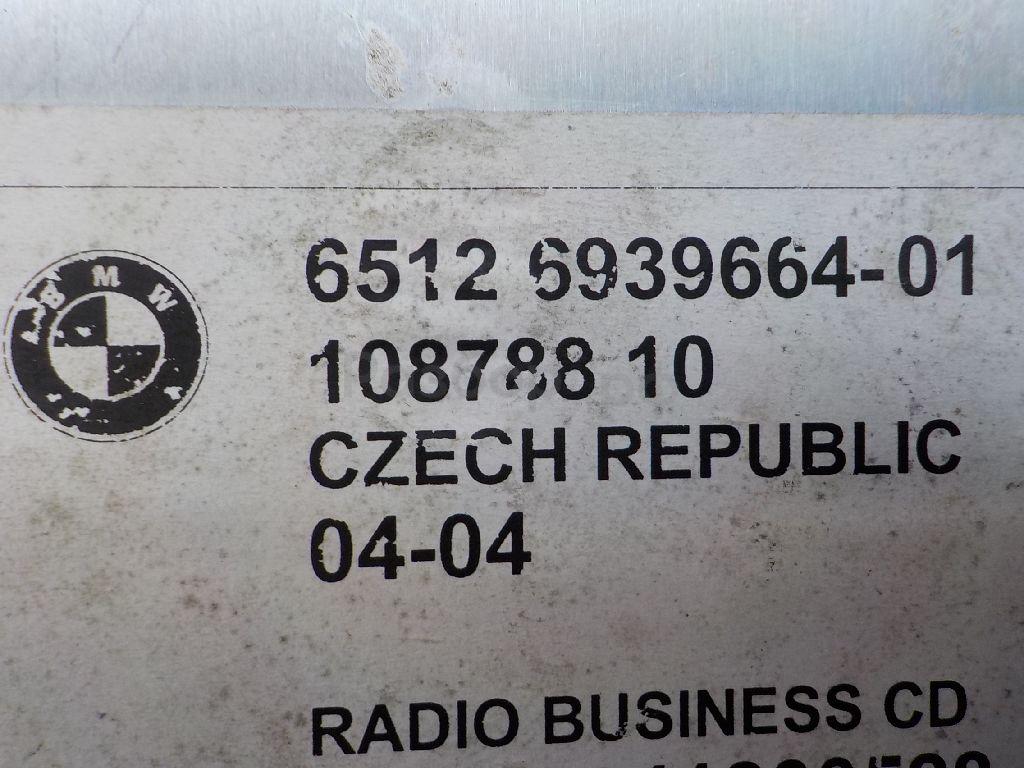 BMW
6512 6939664-01
108788 10
CZECH REPUBLIC
04-04
RADIO BUSINESS CD